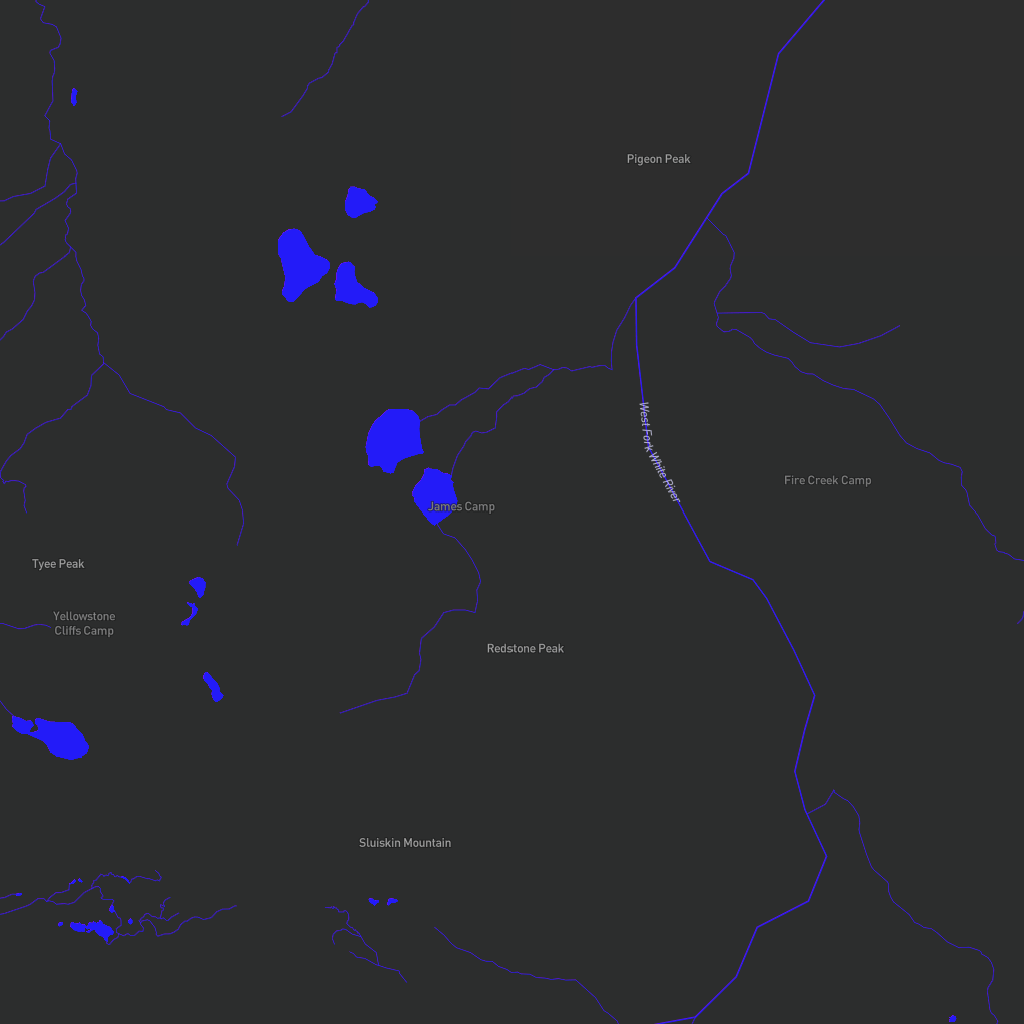 Pigeon Peak
West Fork White River
Fire Creek Camp
James Camp
Tyee Peak
Yellowstone
Cliffs Camp
Redstone Peak
Sluiskin Mountain